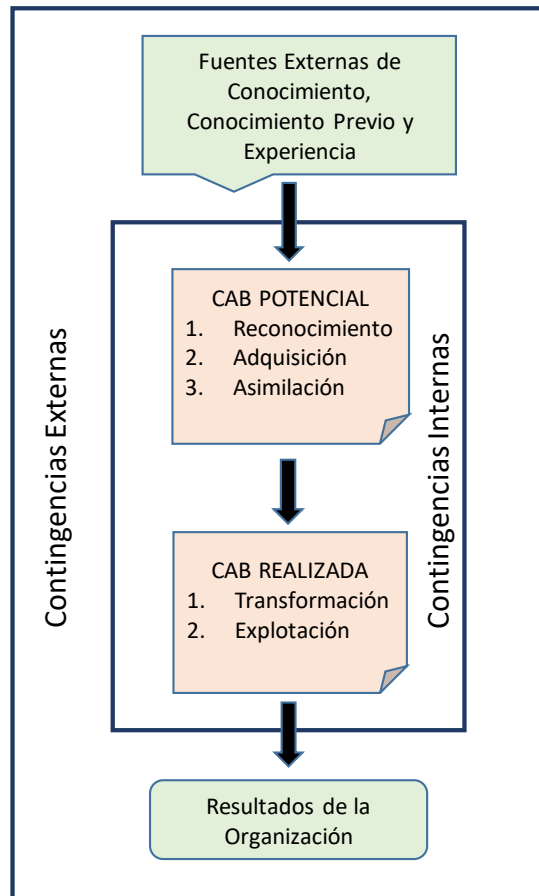 Fuentes Externas de
Conocimiento,
Conocimiento Previo y
Experiencia
Contingencias Externas
CAB POTENCIAL
1. Reconocimiento
2. Adquisición
3. Asimilación
Contingencias Internas
CAB REALIZADA
1. Transformación
2. Explotación
Resultados de la
Organización